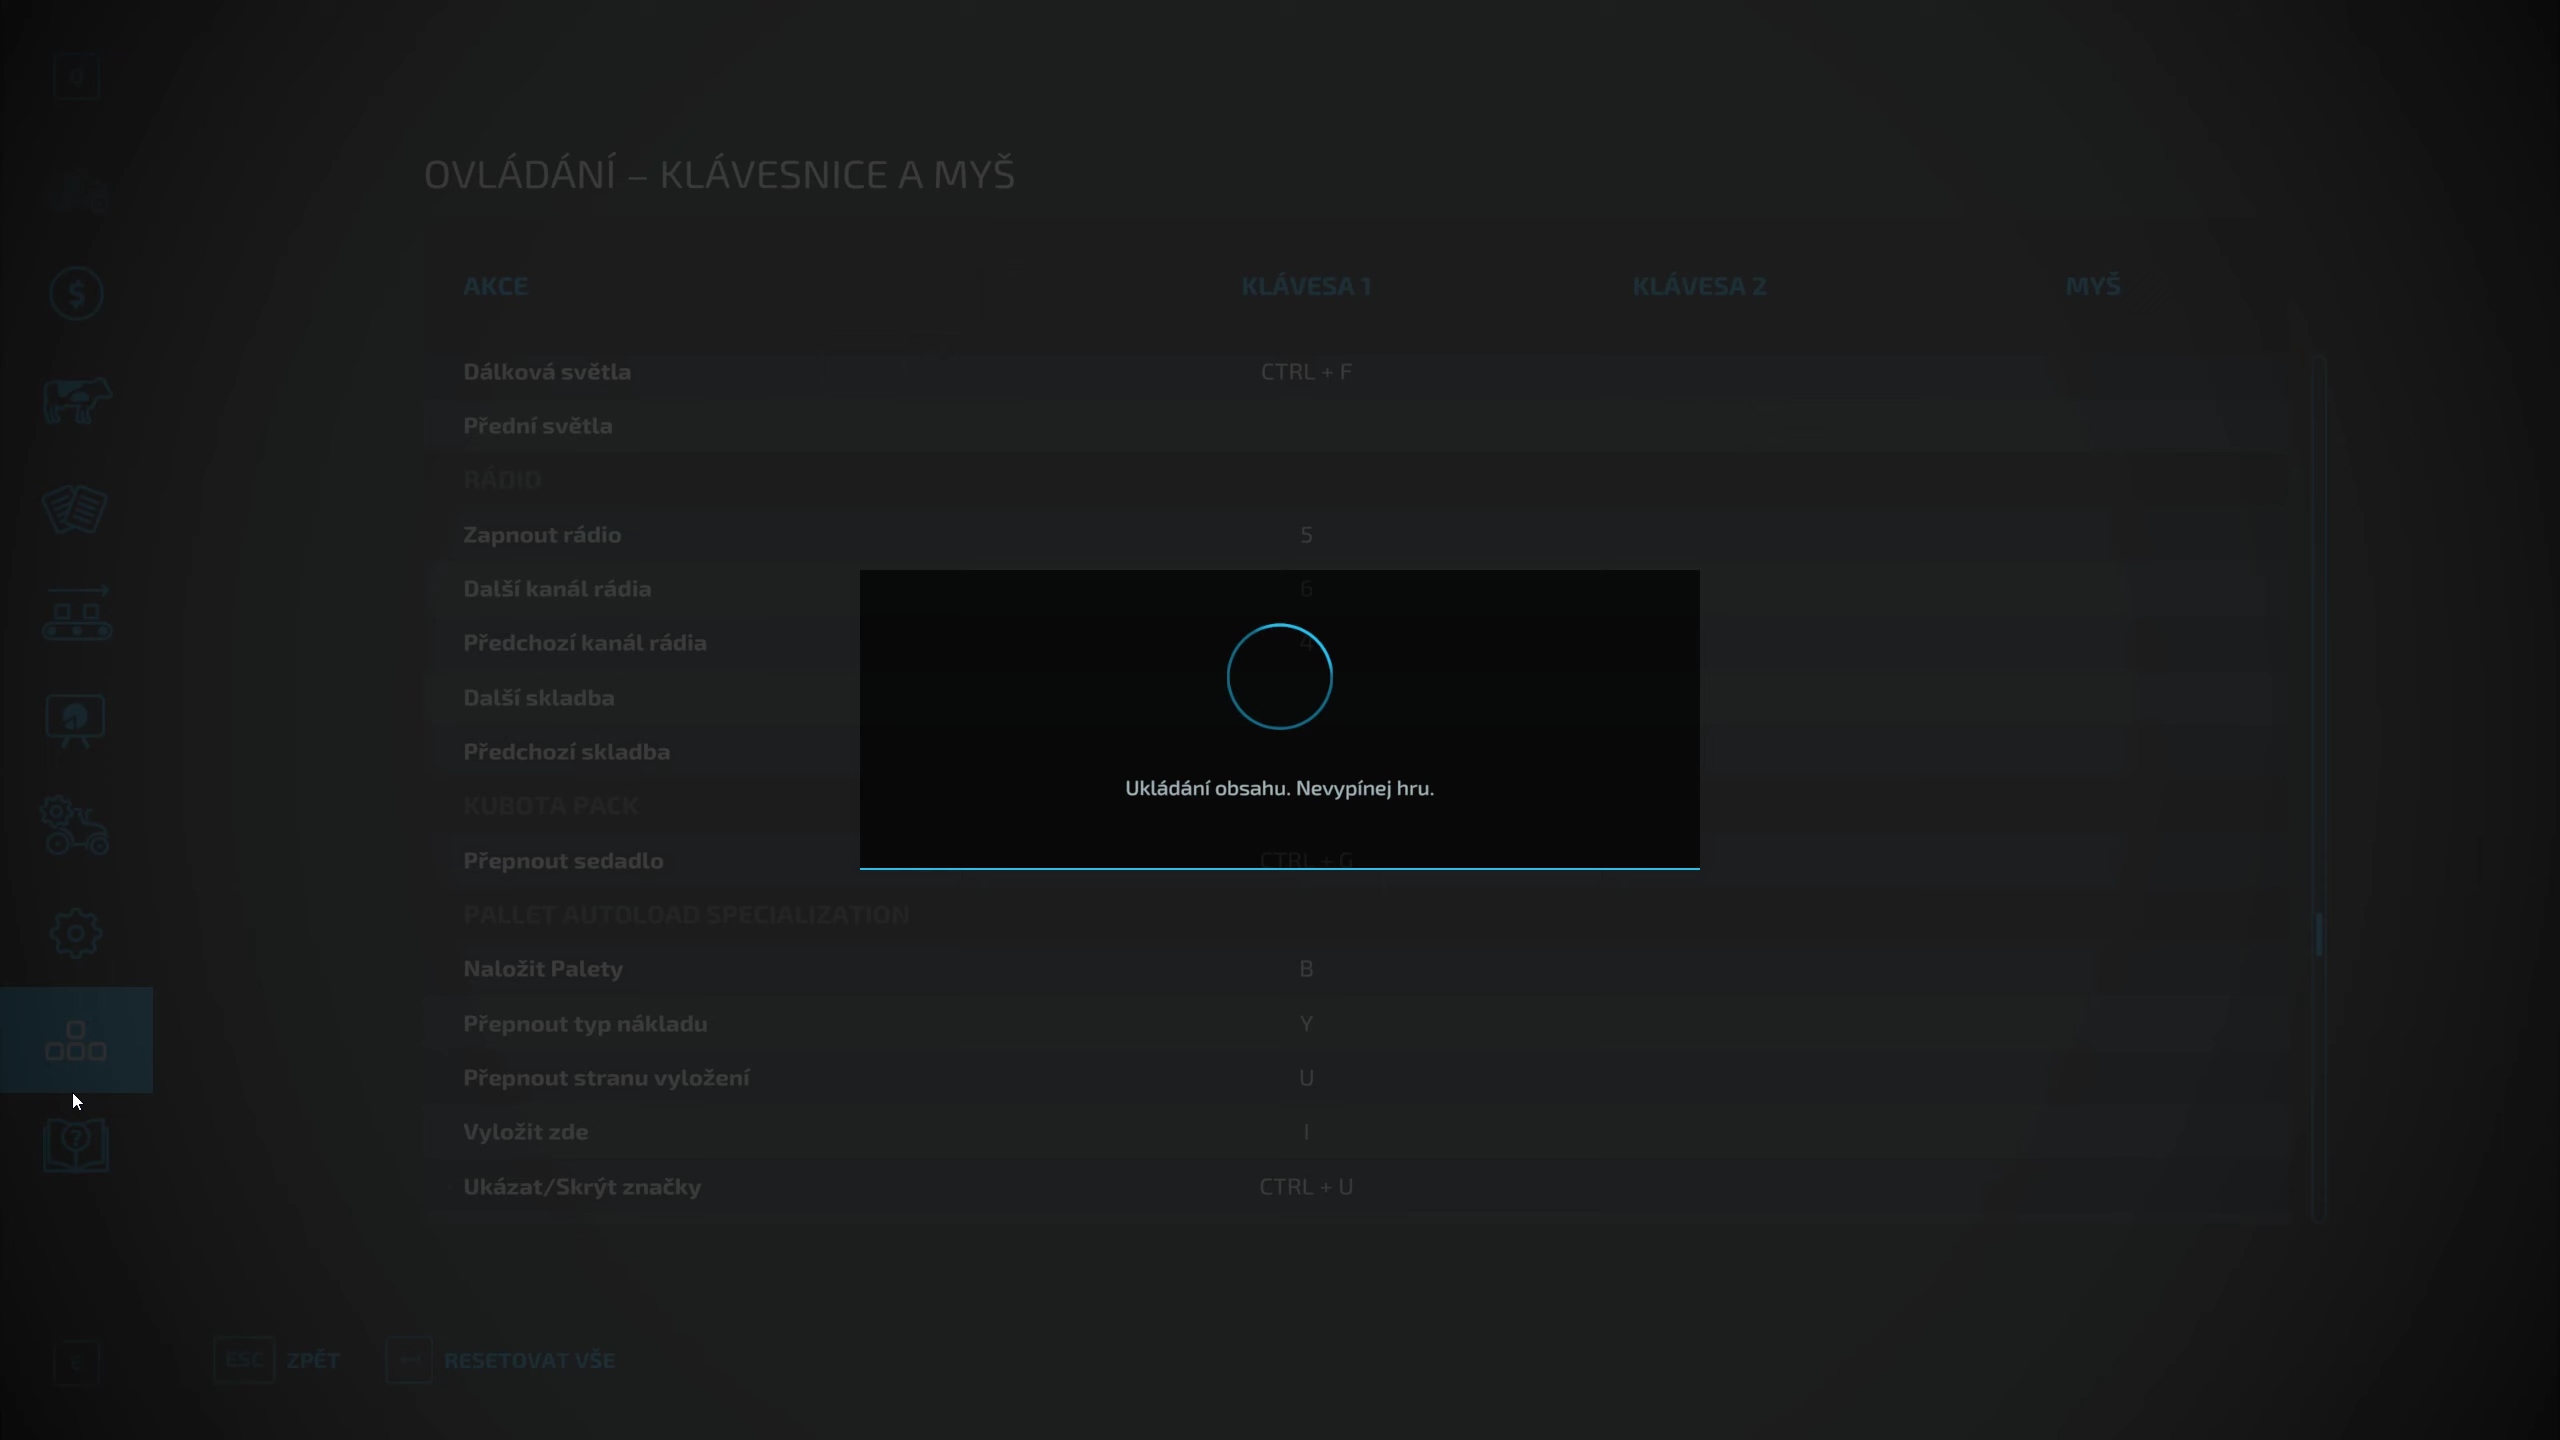 Q
OVLÁDÁNÍ – KLÁVESNICE A MYŠ
AKCE KLÁVESA 1 KLÁVESA 2 MYŠ
Dálková světla CTRL + F
Přední světla
RÁDIO
Zapnout rádio 5
Další kanál rádia 6
Předchozí kanál rádia 4
Další skladba
Předchozí skladba
Ukládání obsahu. Nevypínej hru.
KUBOTA PACK
Přepnout sedadlo CTRL + G
PALLET AUTOLOAD SPECIALIZATION
Naložit Palety B
Přepnout typ nákladu Y
Přepnout stranu vyložení U
Vyložit zde I
Ukázat/Skrýt značky CTRL + U
E
ESC ZPĚT RESETOVAT VŠE